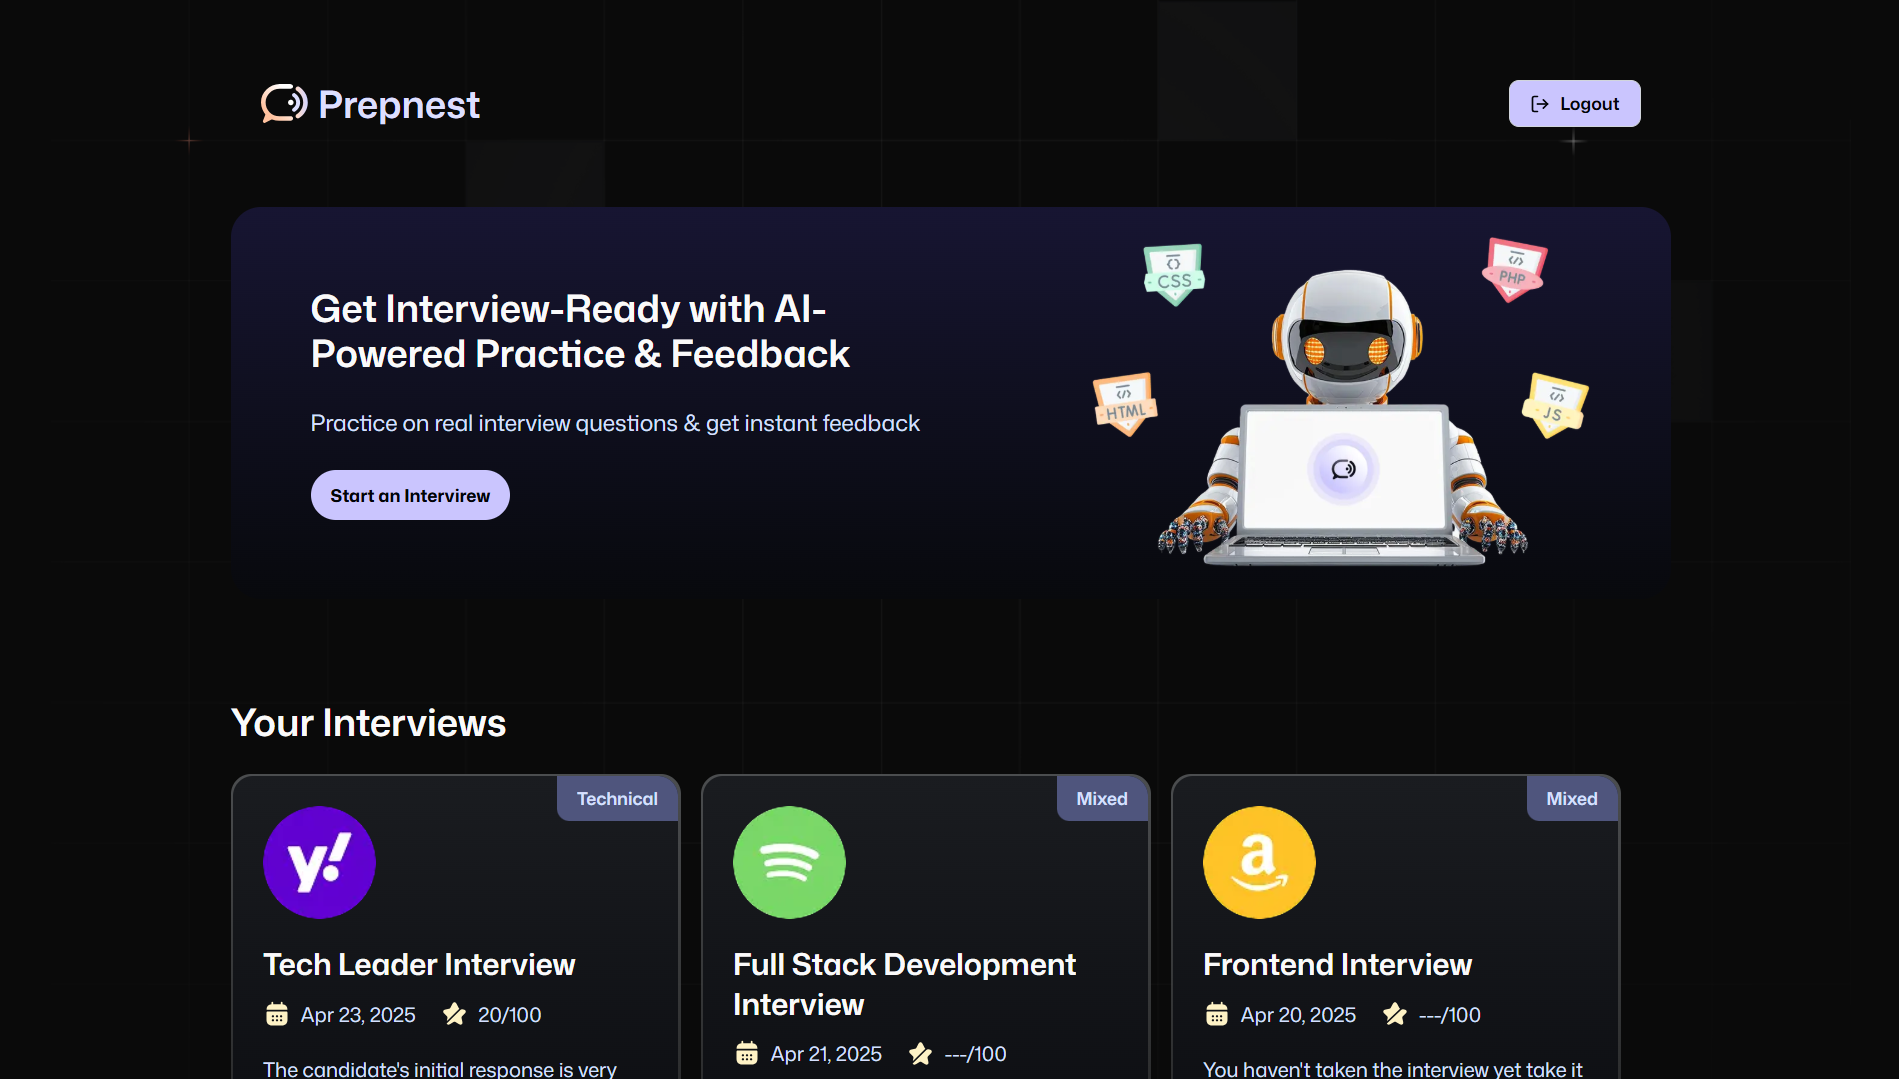 Prepnest
Logout
Get Interview-Ready with AI-
Powered Practice & Feedback
Practice on real interview questions & get instant feedback
Start an Intervirew
CSS
PHP
HTML
JS
Your Interviews
Technical
Mixed
Mixed
y!
a
Tech Leader Interview
Full Stack Development
Interview
Frontend Interview
Apr 23, 2025
20/100
Apr 21, 2025
---/100
Apr 20, 2025
---/100
The candidate's initial response is very
You haven't taken the interview yet take it